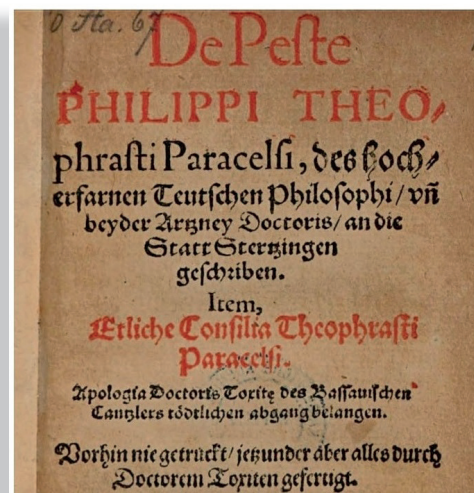 D Sta. 67
De Peste
PHILIPPI THEO⸗
phrasti Paracelsi, des hoch⸗
erfarnen Teutschen Philosophi/ vñ
beyder Artzney Doctoris/ an die
Statt Stertzingen
geschriben.
Item,
Etliche Consilia Theophrasti
Paracelsi.
Apologia Doctoris Toxitę des Bassauischen
Cantzlers tödtlichen abgang belangen.
Vorhin nie getruckt/ jetzunder aber alles durch
Doctorem Toxiten gefertigt.